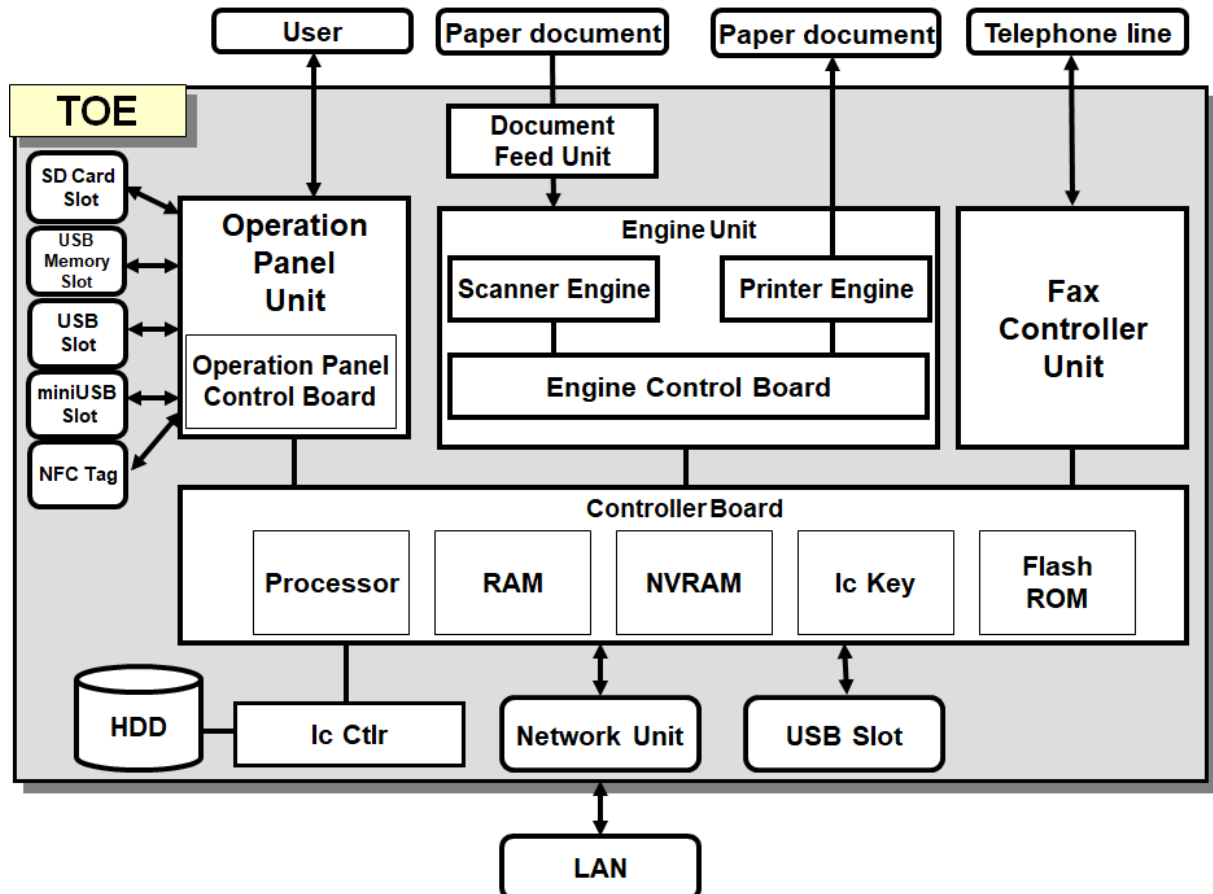 User
Paper document
Paper document
Telephone line
TOE
Document
Feed Unit
SD Card
Slot
USB
Memory
Slot
USB
Slot
miniUSB
Slot
NFC Tag
Operation
Panel
Unit
Operation Panel
Control Board
Engine Unit
Scanner Engine
Printer Engine
Engine Control Board
Fax
Controller
Unit
Controller Board
Processor
RAM
NVRAM
Ic Key
Flash
ROM
HDD
Ic Ctlr
Network Unit
USB Slot
LAN